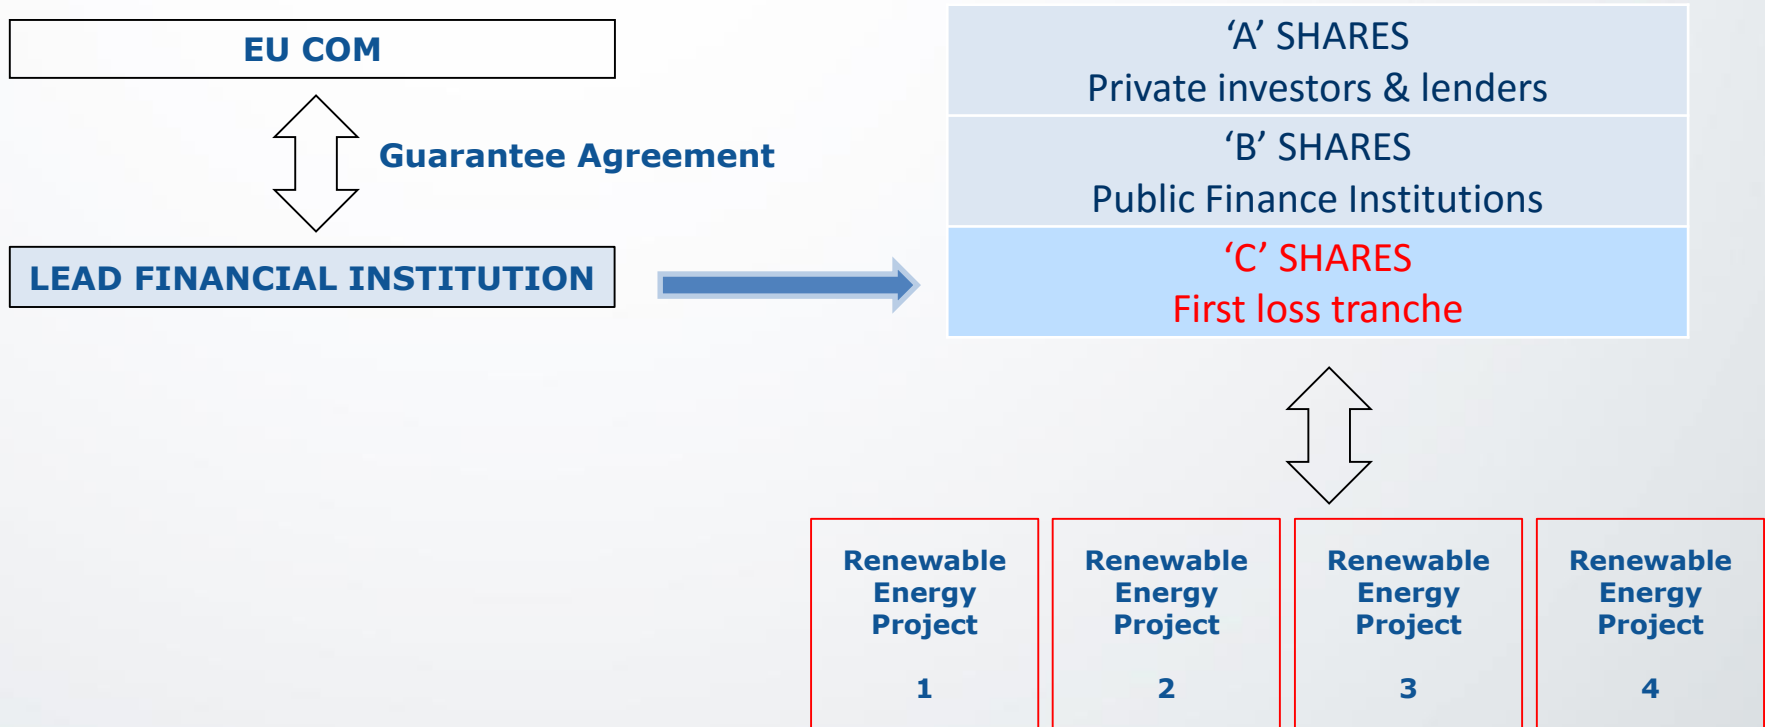 EU COM
Guarantee Agreement
LEAD FINANCIAL INSTITUTION
‘A’ SHARES
Private investors & lenders
‘B’ SHARES
Public Finance Institutions
‘C’ SHARES
First loss tranche
Renewable
Energy
Project
1
Renewable
Energy
Project
2
Renewable
Energy
Project
3
Renewable
Energy
Project
4